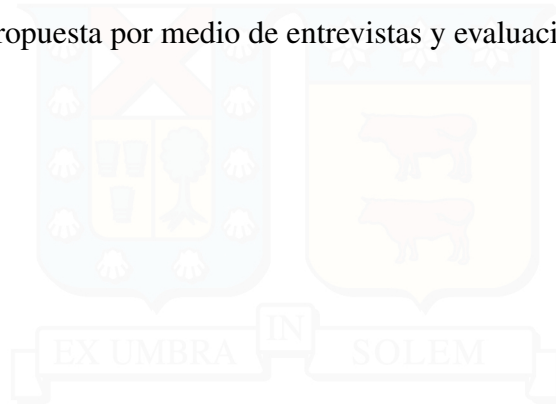 ropuesta por medio de entrevistas y evaluaci
IN
EX UMBRA SOLEM